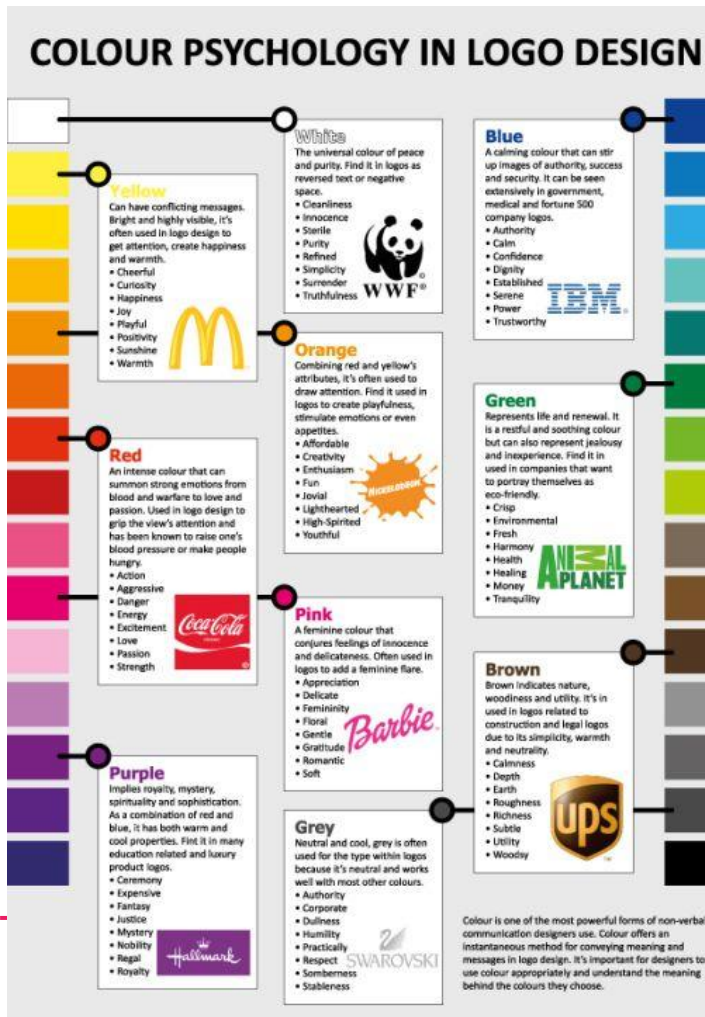 COLOUR PSYCHOLOGY IN LOGO DESIGN
White
The universal colour of peace
and purity. Find it in logos as
reversed text or negative
space.
• Cleanliness
• Innocence
• Sterile
• Purity
• Refined
• Simplicity
• Surrender
• Truthfulness
WWF®
Blue
A calming colour that can stir
up images of authority, success
and security. It can be seen
extensively in government,
medical and fortune 500
company logos.
• Authority
• Calm
• Confidence
• Dignity
• Established
• Serene
• Power
• Trustworthy
IBM®
Yellow
Can have conflicting messages.
Bright and highly visible, it's
often used in logo design to
get attention, create happiness
and warmth.
• Cheerful
• Curiosity
• Happiness
• Joy
• Playful
• Positivity
• Sunshine
• Warmth
Orange
Combining red and yellow's
attributes, it's often used to
draw attention. Find it used in
logos to create playfulness,
stimulate emotions or even
appetites.
• Affordable
• Creativity
• Enthusiasm
• Fun
• Jovial
• Lighthearted
• High-Spirited
• Youthful
NICKELODEON
Green
Represents life and renewal. It
is a restful and soothing colour
but can also represent jealousy
and inexperience. Find it in
used in companies that want
to portray themselves as
eco-friendly.
• Crisp
• Environmental
• Fresh
• Harmony
• Health
• Healing
• Money
• Tranquility
ANIMAL
PLANET
Red
An intense colour that can
summon strong emotions from
blood and warfare to love and
passion. Used in logo design to
grip the view's attention and
has been known to raise one's
blood pressure or make people
hungry.
• Action
• Aggressive
• Danger
• Energy
• Excitement
• Love
• Passion
• Strength
Coca-Cola
Pink
A feminine colour that
conjures feelings of innocence
and delicateness. Often used in
logos to add a feminine flare.
• Appreciation
• Delicate
• Femininity
• Floral
• Gentle
• Gratitude
• Romantic
• Soft
Barbie
Brown
Brown indicates nature,
woodiness and utility. It's in
used in logos related to
construction and legal logos
due to its simplicity, warmth
and neutrality.
• Calmness
• Depth
• Earth
• Roughness
• Richness
• Subtle
• Utility
• Woodsy
ups
Purple
Implies royalty, mystery,
spirituality and sophistication.
As a combination of red and
blue, it has both warm and
cool properties. Fint it in many
education related and luxury
product logos.
• Ceremony
• Expensive
• Fantasy
• Justice
• Mystery
• Nobility
• Regal
• Royalty
Hallmark
Grey
Neutral and cool, grey is often
used for the type within logos
because it's neutral and works
well with most other colours.
• Authority
• Corporate
• Dullness
• Humility
• Practically
• Respect
• Somberness
• Stableness
SWAROVSKI
Colour is one of the most powerful forms of non-verbal
communication designers use. Colour offers an
instantaneous method for conveying meaning and
messages in logo design. It's important for designers to
use colour appropriately and understand the meaning
behind the colours they choose.